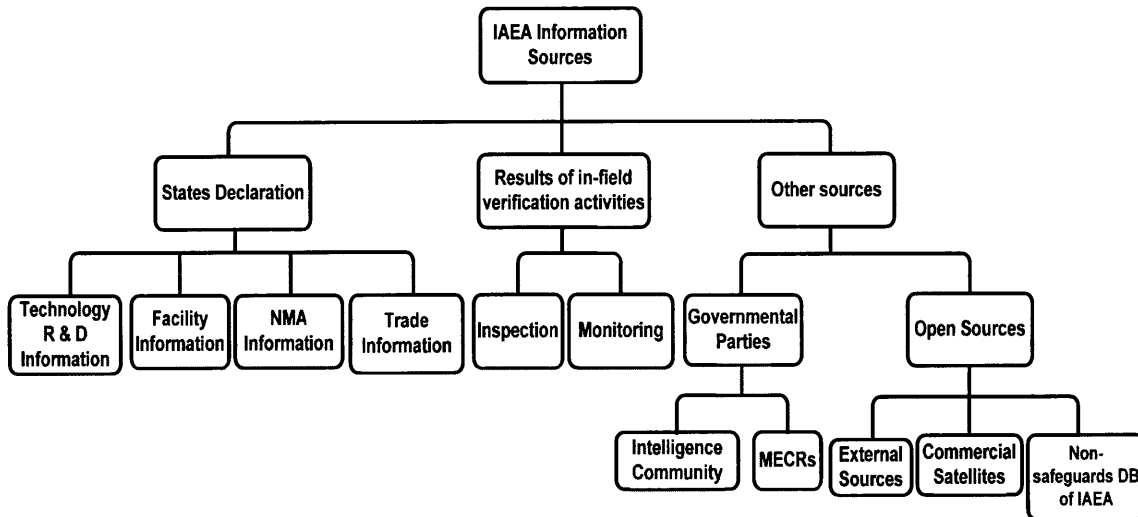 IAEA Information
Sources
States Declaration
Results of in-field
verification activities
Other sources
Technology
R & D
Information
Facility
Information
NMA
Information
Trade
Information
Inspection
Monitoring
Governmental
Parties
Open Sources
Intelligence
Community
MECRs
External
Sources
Commercial
Satellites
Non-
safeguards DB
of IAEA